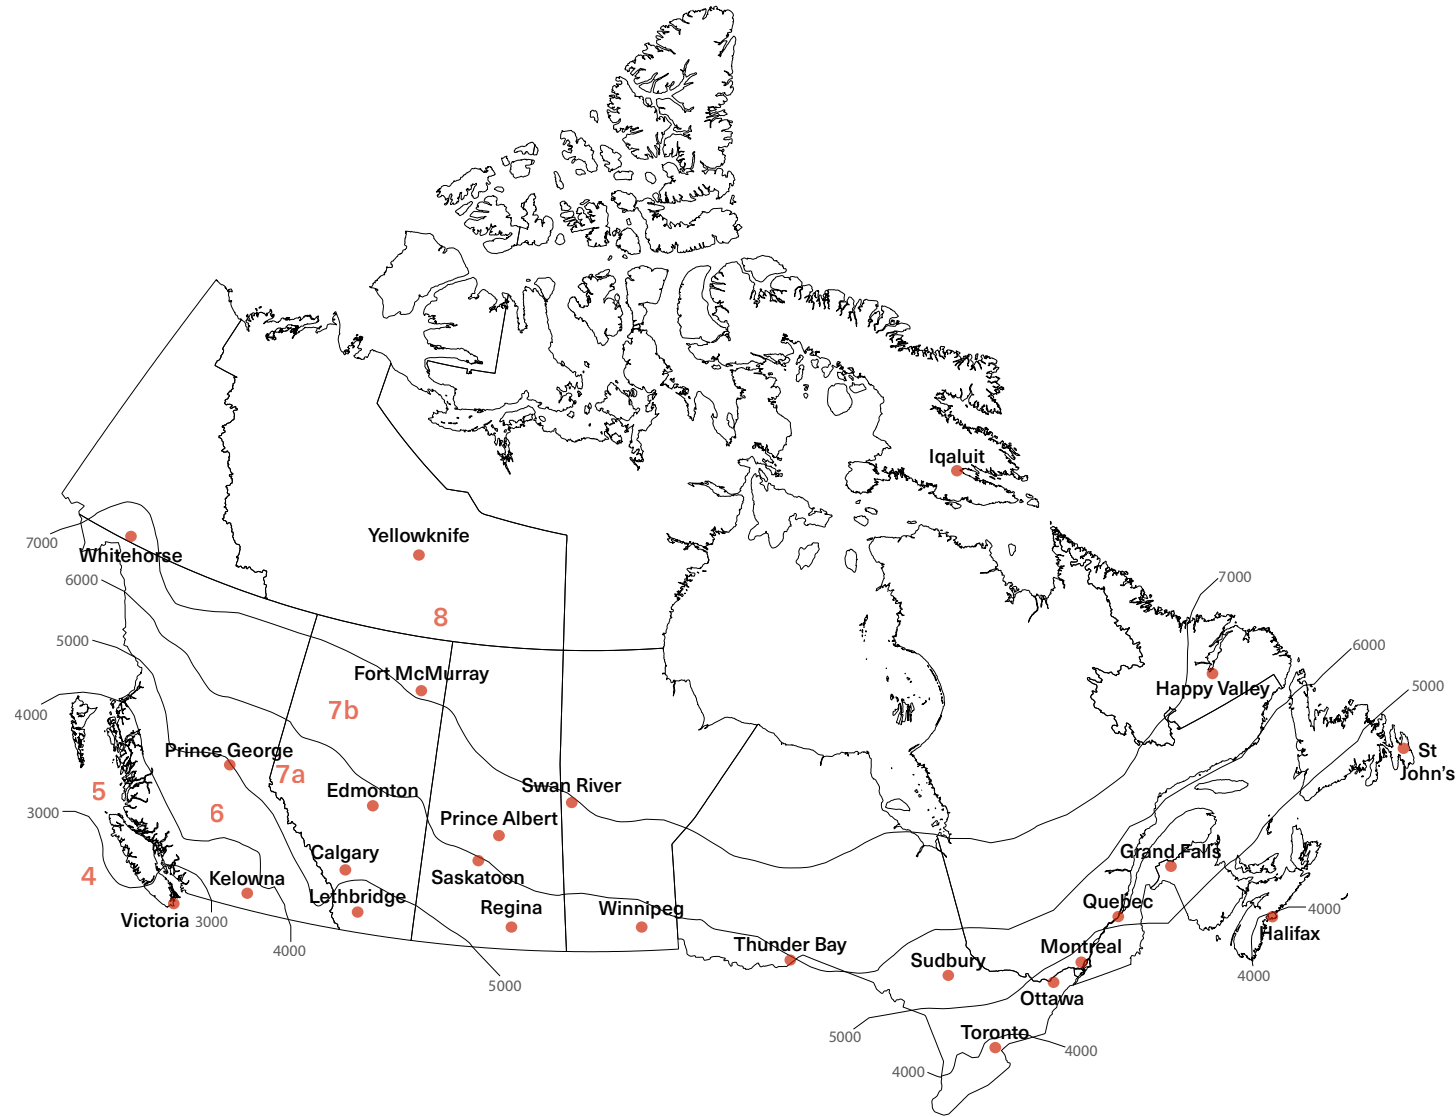 Iqaluit
Yellowknife
7000
Whitehorse
6000
7000
8
5000
6000
Fort McMurray
Happy Valley
5000
4000
7b
Prince George
7a
St
John's
5
Edmonton
Swan River
3000
6
Prince Albert
Calgary
Grand Falls
4
Kelowna
Saskatoon
Lethbridge
Quebec
Regina
Winnipeg
4000
Victoria
3000
Halifax
Thunder Bay
Montreal
4000
Sudbury
4000
5000
Ottawa
5000
Toronto
4000
4000